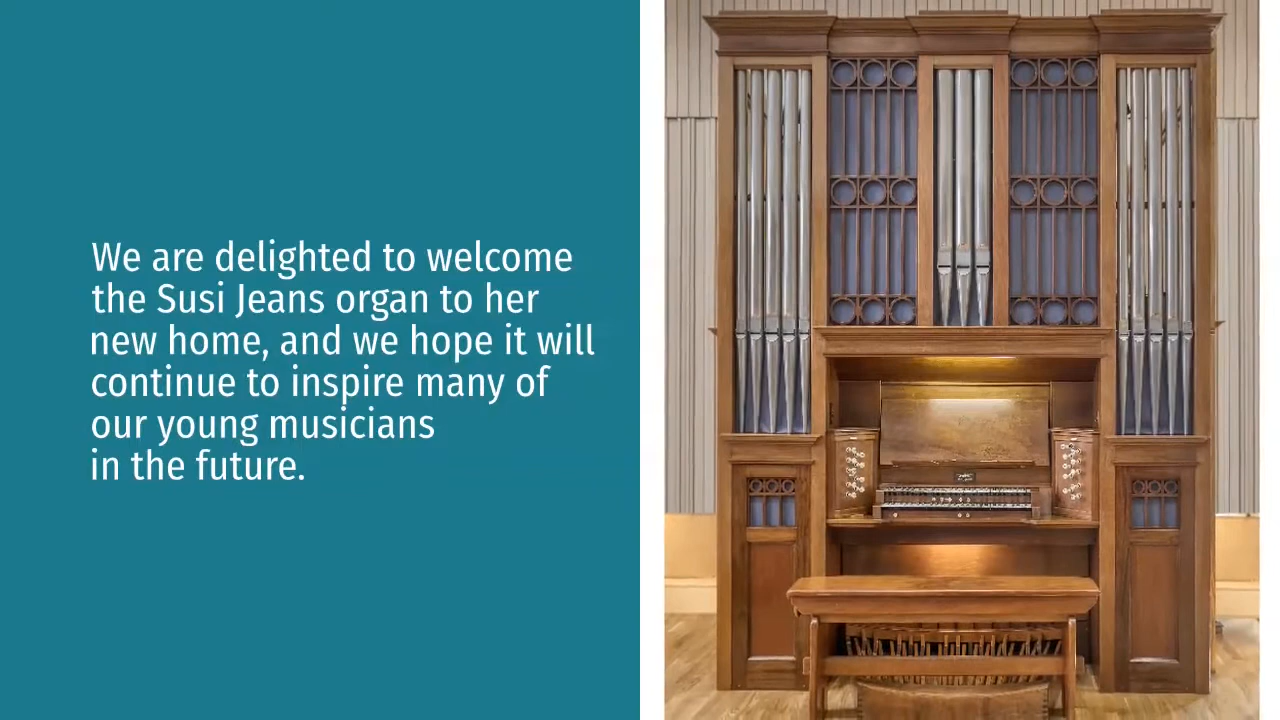 We are delighted to welcome
the Susi Jeans organ to her
new home, and we hope it will
continue to inspire many of
our young musicians
in the future.